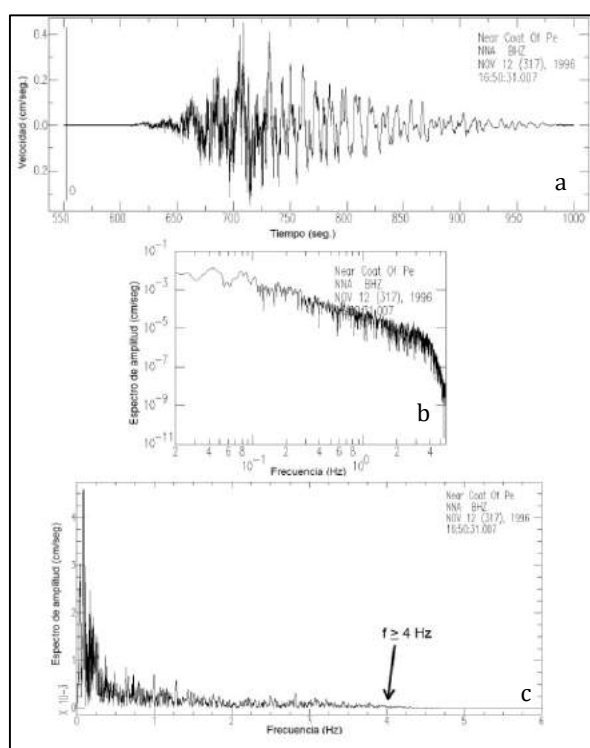 0.4
0.2
0.0
0.2
Velocidad (cm/seg.)
Near Coat Of Pe
NNA BHZ
NOV 12 (317), 1996
16:50:31.007
0
a
550 600 650 700 750 800 850 900 950 1000
Tiempo (seg.)
10-1
10-3
10-5
10-7
10-9
10-11
Espectro de amplitud (cm/seg)
Near Coat Of Pe
NNA BHZ
NOV 12 (317), 1996
b
2 4 6 8 2 4 6 8 2 4
10-1 100
Frecuencia (Hz)
Espectro de amplitud (cm/seg)
X 10-3
Near Coat Of Pe
NNA BHZ
NOV 12 (317), 1996
16:50:31.007
f ≥ 4 Hz
c
0 1 2 3 4 5 6
Frecuencia (Hz)